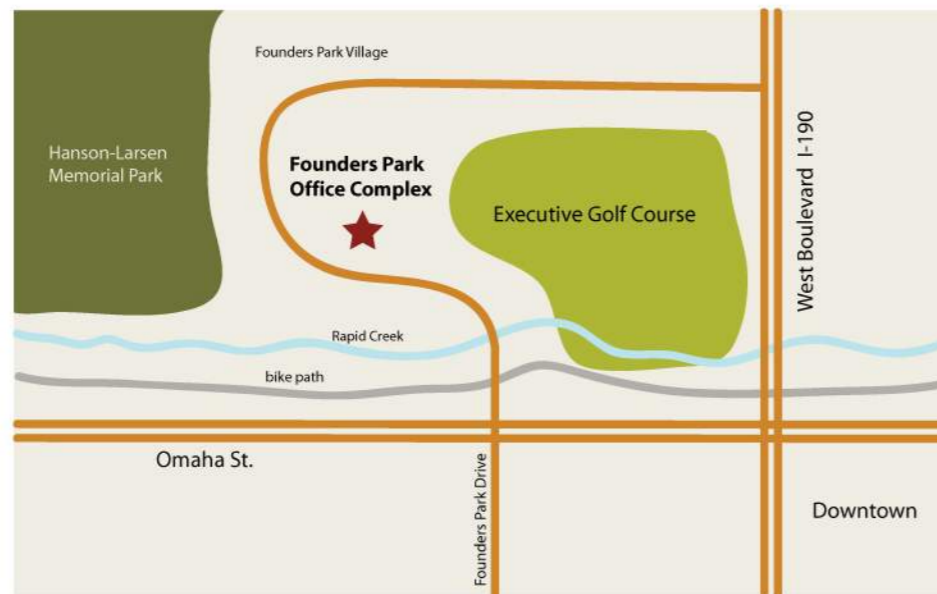 Founders Park Village
Hanson-Larsen
Memorial Park
Founders Park
Office Complex
Executive Golf Course
West Boulevard I-190
Rapid Creek
bike path
Omaha St.
Founders Park Drive
Downtown